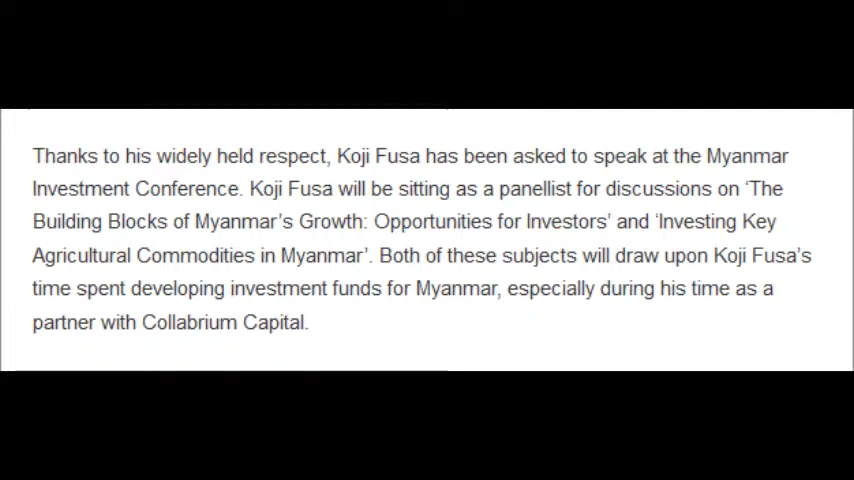 Thanks to his widely held respect, Koji Fusa has been asked to speak at the Myanmar
Investment Conference. Koji Fusa will be sitting as a panellist for discussions on ‘The
Building Blocks of Myanmar’s Growth: Opportunities for Investors’ and ‘Investing Key
Agricultural Commodities in Myanmar’. Both of these subjects will draw upon Koji Fusa’s
time spent developing investment funds for Myanmar, especially during his time as a
partner with Collabrium Capital.